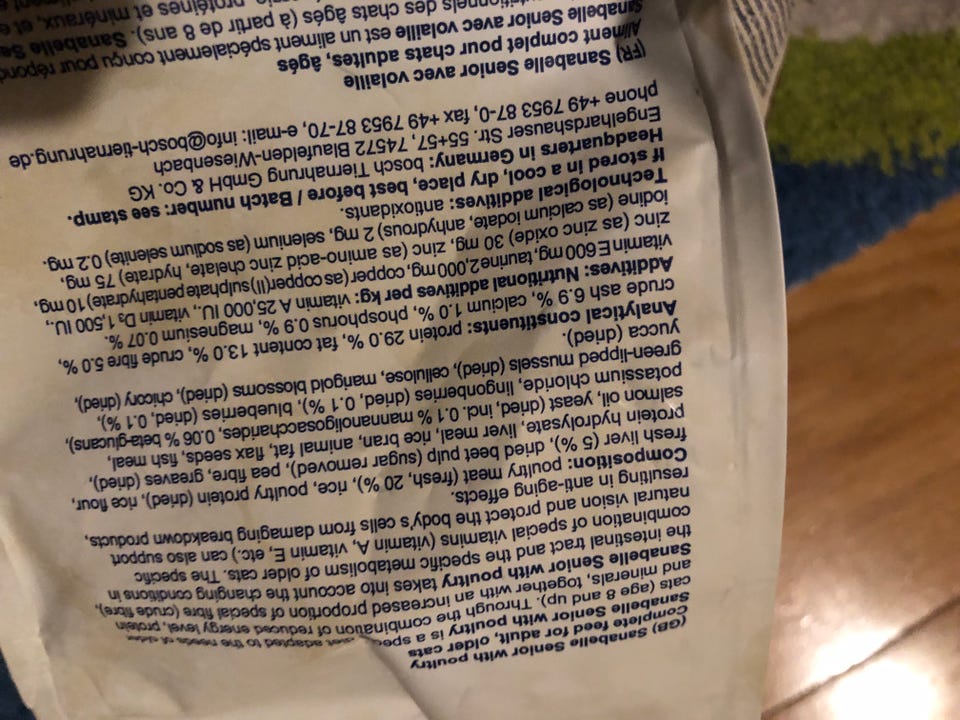 (GB) Sanabelle Senior with poultry
Complete feed for adult, older cats
Sanabelle Senior with poultry is a diet adapted to the needs of
cats (age 8 and up). Through the combination of reduced energy level, protein
and minerals, together with an increased proportion of special fibre (crude fibre),
Sanabelle Senior with poultry takes into account the changing conditions in
the intestinal tract and the specific metabolism of older cats. The specific
combination of special vitamins (vitamin A, vitamin E, etc.) can also support
natural vision and protect the body's cells from damaging breakdown products,
resulting in anti-aging effects.
Composition: poultry meat (fresh, 20 %), rice, poultry protein (dried), rice flour,
fresh liver (5 %), dried beet pulp (sugar removed), pea fibre, greaves (dried),
protein hydrolysate, liver meal, rice bran, animal fat, flax seeds, fish meal,
salmon oil, yeast (dried, incl. 0.1 % mannanoligosaccharides, 0.06 % beta-glucans),
potassium chloride, lingonberries (dried, 0.1 %), blueberries (dried, 0.1 %),
green-lipped mussels (dried), cellulose, marigold blossoms (dried), chicory (dried),
yucca (dried).
Analytical constituents: protein 29.0 %, fat content 13.0 %, crude fibre 5.0 %,
crude ash 6.9 %, calcium 1.0 %, phosphorus 0.9 %, magnesium 0.07 %.
Additives: Nutritional additives per kg: vitamin A 25,000 IU., vitamin D3 1,500 IU.,
vitamin E 600 mg, taurine 2,000 mg, copper (as copper(II) sulphate pentahydrate) 10 mg,
zinc (as zinc oxide) 30 mg, zinc (as amino-acid zinc chelate, hydrate) 75 mg,
iodine (as calcium iodate, anhydrous) 2 mg, selenium (as sodium selenite) 0.2 mg.
Technological additives: antioxidants.
If stored in a cool, dry place, best before / Batch number: see stamp.
Headquarters in Germany: bosch Tiernahrung GmbH & Co. KG
Engelhardshauser Str. 55+57, 74572 Blaufelden-Wiesenbach
phone +49 7953 87-0, fax +49 7953 87-70, e-mail: info@bosch-tiernahrung.de
(FR) Sanabelle Senior avec volaille
Aliment complet pour chats adultes, âgés
Sanabelle Senior avec volaille est un aliment spécialement conçu pour
des chats âgés (à partir de 8 ans).
protéines et minéraux,
Sanabelle